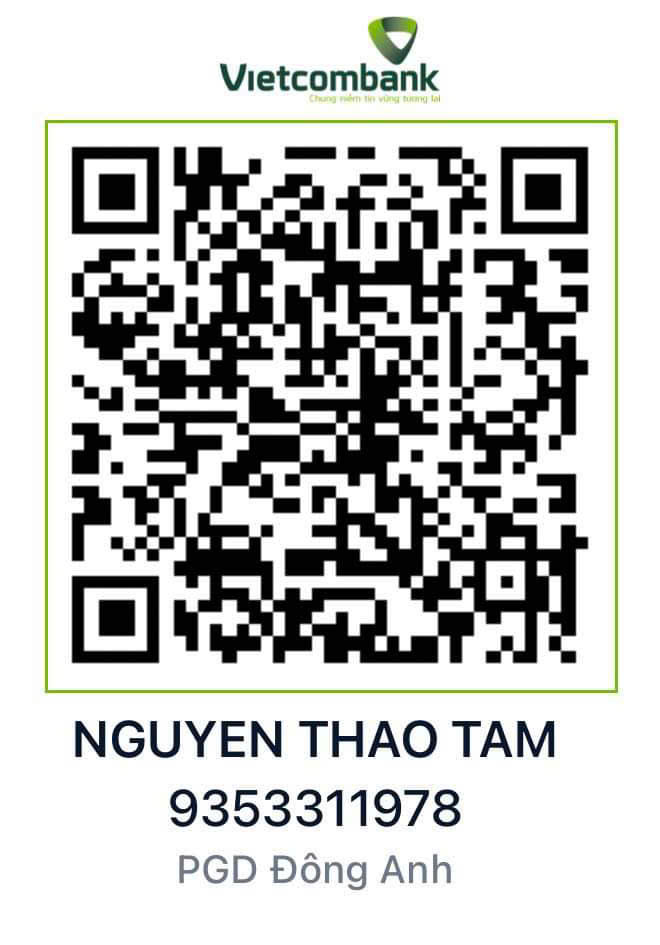 Vietcombank
Chung niềm tin vững tương lai
NGUYEN THAO TAM
9353311978
PGD Đông Anh